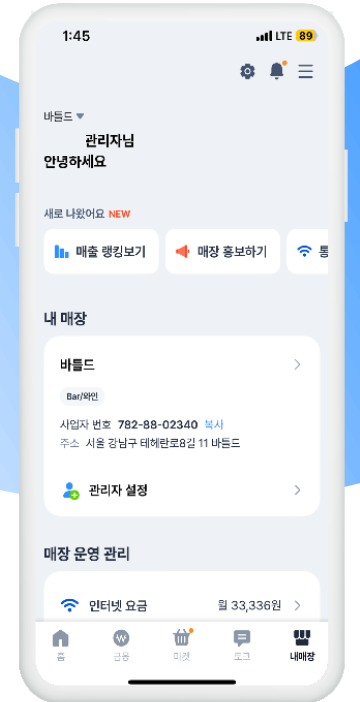 1:45 LTE 89
바틀드
관리자님
안녕하세요
새로 나왔어요 NEW
매출 랭킹보기 매장 홍보하기 통
내 매장
바틀드
Bar/와인
사업자 번호 782-88-02340 복사
주소 서울 강남구 테헤란로8길 11 바틀드
관리자 설정
매장 운영 관리
인터넷 요금 월 33,336원
홈 금융 마켓 토크 내매장